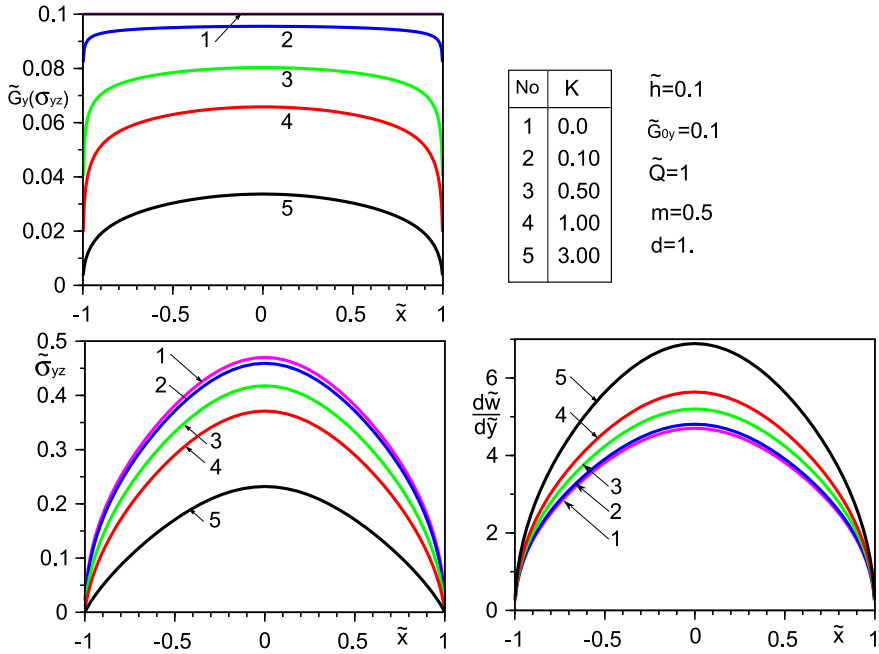 0.1
0.08
0.06
0.04
0.02
0
G̃y(σyz)
1
2
3
4
5
-1 -0.5 0 0.5 1
x̃
No K
1 0.0
2 0.10
3 0.50
4 1.00
5 3.00
h̃=0.1
G̃0y=0.1
Q̃=1
m=0.5
d=1.
0.5
0.4
0.3
0.2
0.1
0
σ̃yz
1
2
3
4
5
-1 -0.5 0 0.5 1
x̃
6
4
2
0
dw̃
dỹ
5
4
3
2
1
-1 -0.5 0 0.5 1
x̃